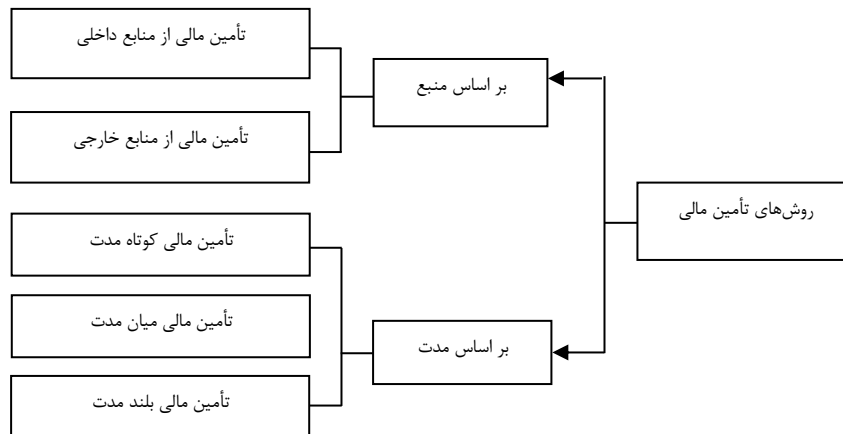 روش‌های تأمین مالی
بر اساس منبع
تأمین مالی از منابع داخلی
تأمین مالی از منابع خارجی
بر اساس مدت
تأمین مالی کوتاه مدت
تأمین مالی میان مدت
تأمین مالی بلند مدت